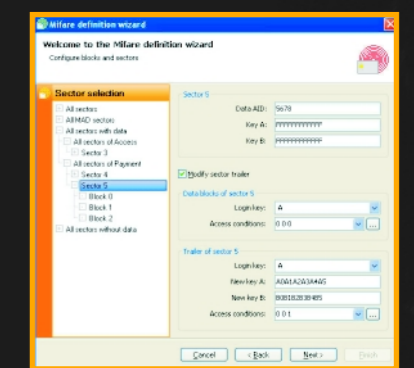 Mifare definition wizard
Welcome to the Mifare definition wizard
Configure blocks and sectors
Sector selection
All sectors
All MAD sectors
All sectors with data
All sectors of Access
Sector 3
All sectors of Payment
Sector 4
Sector 5
Block 0
Block 1
Block 2
All sectors without data
Sector 5
Data AID: 5678
Key A: FFFFFFFFFFFF
Key B: FFFFFFFFFFFF
Modify sector trailer
Data blocks of sector 5
Login key: A
Access conditions: 0 0 0 ...
Trailer of sector 5
Login key: A
New key A: A0A1A2A3A4A5
New key B: B0B1B2B3B4B5
Access conditions: 0 0 1 ...
Cancel < Back Next > Finish